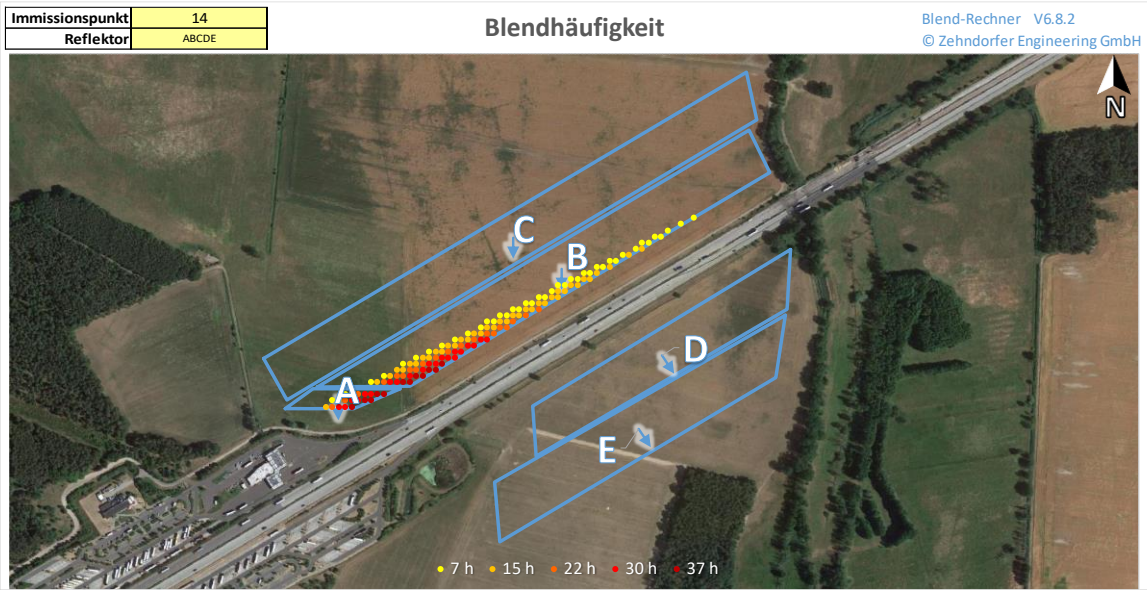 Immissionspunkt 14
Reflektor ABCDE
Blendhäufigkeit
Blend-Rechner V6.8.2
© Zehndorfer Engineering GmbH
N
C
B
D
A
E
7 h 15 h 22 h 30 h 37 h